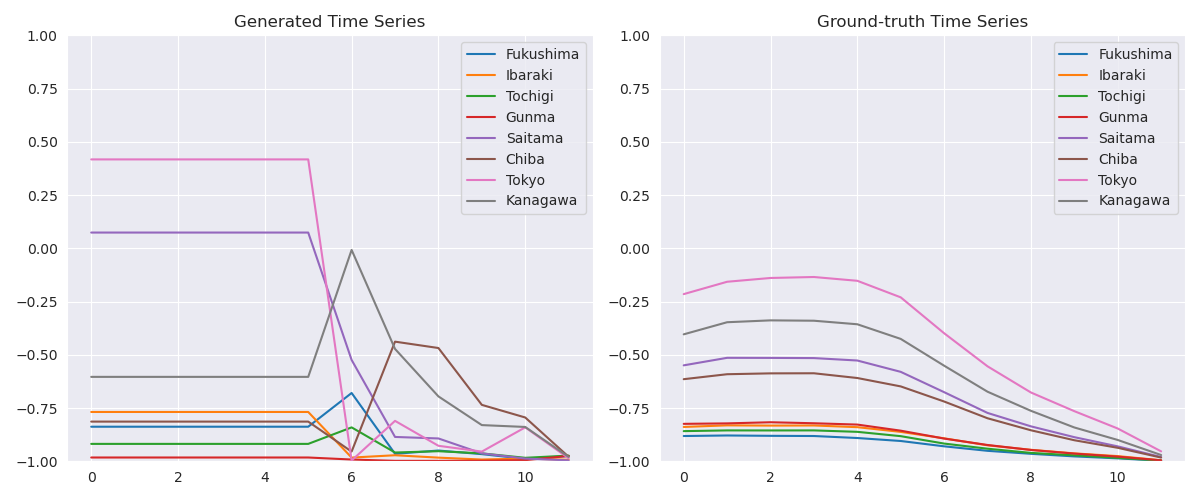 Generated Time Series
1.00
0.75
0.50
0.25
0.00
−0.25
−0.50
−0.75
−1.00
0 2 4 6 8 10
Fukushima
Ibaraki
Tochigi
Gunma
Saitama
Chiba
Tokyo
Kanagawa
Ground-truth Time Series
1.00
0.75
0.50
0.25
0.00
−0.25
−0.50
−0.75
−1.00
0 2 4 6 8 10
Fukushima
Ibaraki
Tochigi
Gunma
Saitama
Chiba
Tokyo
Kanagawa